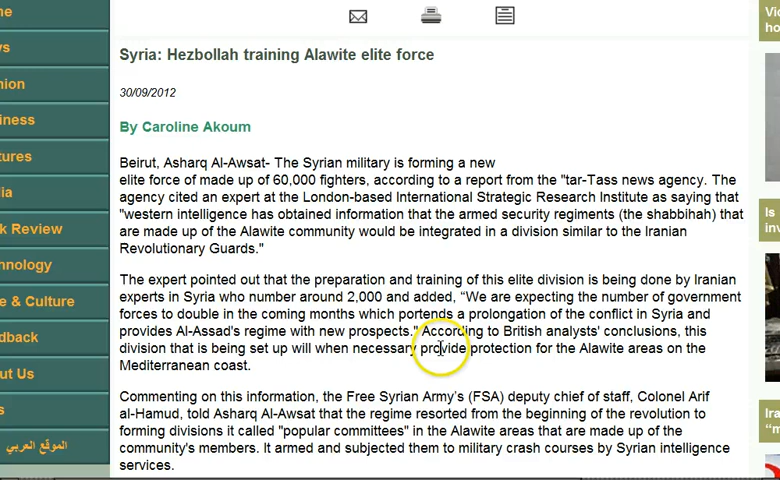 Syria: Hezbollah training Alawite elite force
30/09/2012
By Caroline Akoum
Beirut, Asharq Al-Awsat- The Syrian military is forming a new
elite force of made up of 60,000 fighters, according to a report from the "tar-Tass news agency. The
agency cited an expert at the London-based International Strategic Research Institute as saying that
"western intelligence has obtained information that the armed security regiments (the shabbihah) that
are made up of the Alawite community would be integrated in a division similar to the Iranian
Revolutionary Guards."
The expert pointed out that the preparation and training of this elite division is being done by Iranian
experts in Syria who number around 2,000 and added, “We are expecting the number of government
forces to double in the coming months which portends a prolongation of the conflict in Syria and
provides Al-Assad's regime with new prospects." According to British analysts' conclusions, this
division that is being set up will when necessary provide protection for the Alawite areas on the
Mediterranean coast.
Commenting on this information, the Free Syrian Army’s (FSA) deputy chief of staff, Colonel Arif
al-Hamud, told Asharq Al-Awsat that the regime resorted from the beginning of the revolution to
forming divisions it called "popular committees" in the Alawite areas that are made up of the
community's members. It armed and subjected them to military crash courses by Syrian intelligence
services.
me
s
nion
iness
tures
ia
k Review
hnology
e & Culture
dback
ut Us
s
الموقع العربي
Vic
ho
Is
inv
Ira
“m